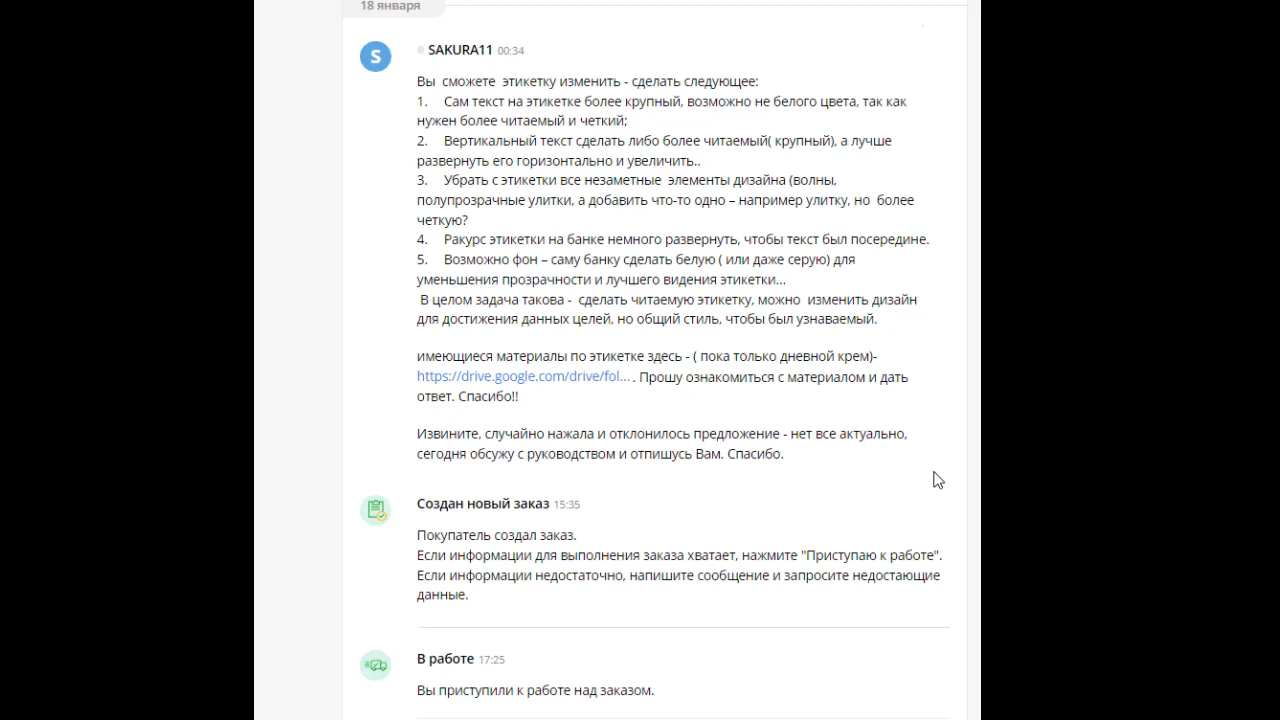 18 января
S
SAKURA11 00:34
Вы сможете этикетку изменить - сделать следующее:
1. Сам текст на этикетке более крупный, возможно не белого цвета, так как
нужен более читаемый и четкий;
2. Вертикальный текст сделать либо более читаемый( крупный), а лучше
развернуть его горизонтально и увеличить..
3. Убрать с этикетки все незаметные элементы дизайна (волны,
полупрозрачные улитки, а добавить что-то одно – например улитку, но более
четкую?
4. Ракурс этикетки на банке немного развернуть, чтобы текст был посередине.
5. Возможно фон – саму банку сделать белую ( или даже серую) для
уменьшения прозрачности и лучшего видения этикетки...
В целом задача такова - сделать читаемую этикетку, можно изменить дизайн
для достижения данных целей, но общий стиль, чтобы был узнаваемый.
имеющиеся материалы по этикетке здесь - ( пока только дневной крем)-
https://drive.google.com/drive/fol... . Прошу ознакомиться с материалом и дать
ответ. Спасибо!!
Извините, случайно нажала и отклонилось предложение - нет все актуально,
сегодня обсужу с руководством и отпишусь Вам. Спасибо.
Создан новый заказ 15:35
Покупатель создал заказ.
Если информации для выполнения заказа хватает, нажмите "Приступаю к работе".
Если информации недостаточно, напишите сообщение и запросите недостающие
данные.
В работе 17:25
Вы приступили к работе над заказом.